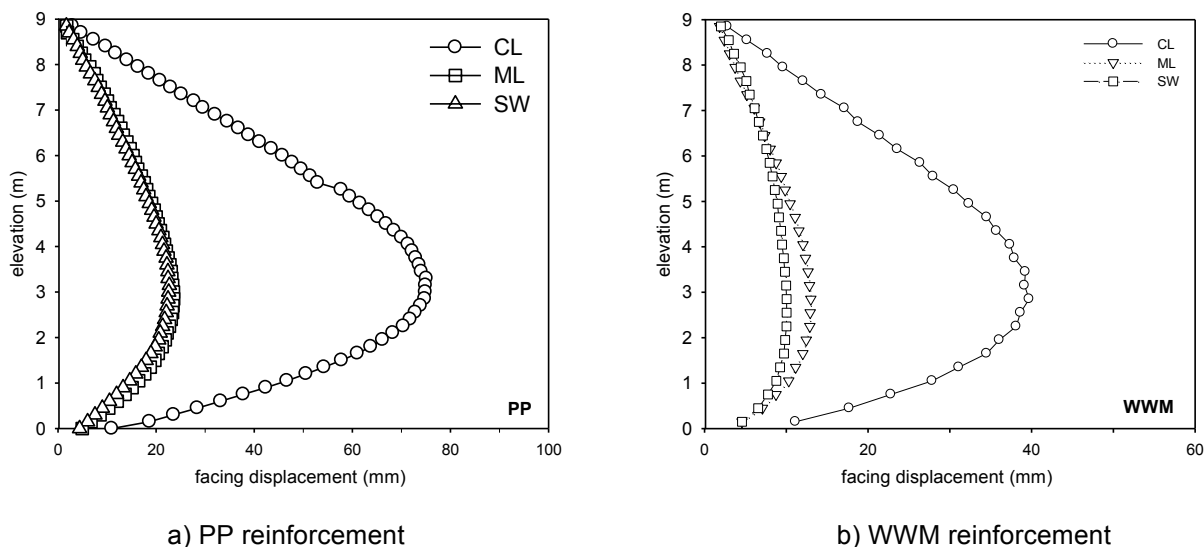 9
8
7
6
5
4
3
2
1
0
elevation (m)
CL
ML
SW
PP
0 20 40 60 80 100
facing displacement (mm)
a) PP reinforcement
9
8
7
6
5
4
3
2
1
0
elevation (m)
CL
ML
SW
WWM
0 20 40 60
facing displacement (mm)
b) WWM reinforcement